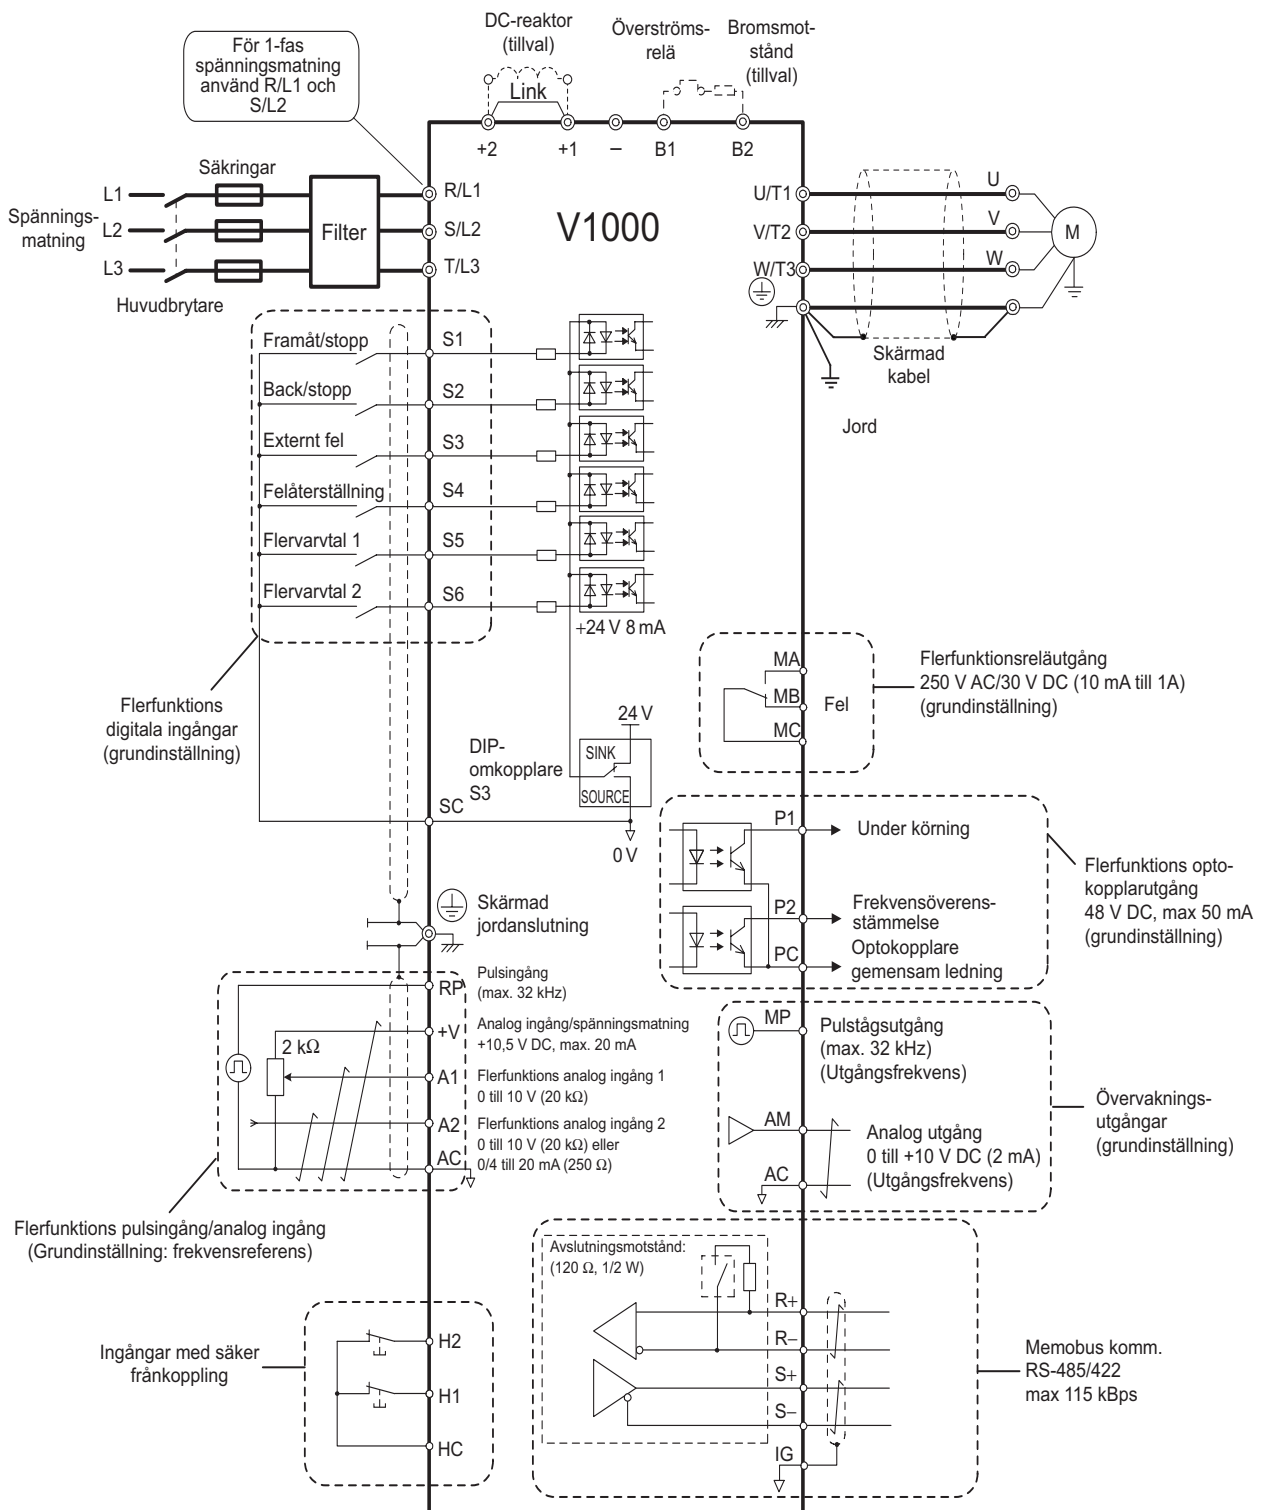 DC-reaktor
(tillval)
Överströms-
relä
Bromsmot-
stånd
(tillval)
För 1-fas
spänningsmatning
använd R/L1 och
S/L2
Link
+2
+1
–
B1
B2
Säkringar
L1
L2
L3
Spännings-
matning
Filter
Huvudbrytare
R/L1
S/L2
T/L3
V1000
U/T1
V/T2
W/T3
U
V
W
M
Skärmad
kabel
Jord
Framåt/stopp
S1
Back/stopp
S2
Externt fel
S3
Felåterställning
S4
Flervarvtal 1
S5
Flervarvtal 2
S6
+24 V 8 mA
Flerfunktions
digitala ingångar
(grundinställning)
24 V
DIP-
omkopplare
S3
SINK
SOURCE
SC
0 V
MA
MB
MC
Fel
Flerfunktionsreläutgång
250 V AC/30 V DC (10 mA till 1A)
(grundinställning)
P1
Under körning
P2
Frekvensöverens-
stämmelse
PC
Optokopplare
gemensam ledning
Flerfunktions opto-
kopplarutgång
48 V DC, max 50 mA
(grundinställning)
Skärmad
jordanslutning
RP
Pulsingång
(max. 32 kHz)
+V
Analog ingång/spänningsmatning
+10,5 V DC, max. 20 mA
2 kΩ
A1
Flerfunktions analog ingång 1
0 till 10 V (20 kΩ)
A2
Flerfunktions analog ingång 2
0 till 10 V (20 kΩ) eller
0/4 till 20 mA (250 Ω)
AC
Flerfunktions pulsingång/analog ingång
(Grundinställning: frekvensreferens)
MP
Pulstågsutgång
(max. 32 kHz)
(Utgångsfrekvens)
AM
Analog utgång
0 till +10 V DC (2 mA)
(Utgångsfrekvens)
AC
Övervaknings-
utgångar
(grundinställning)
Ingångar med säker
frånkoppling
H2
H1
HC
Avslutningsmotstånd:
(120 Ω, 1/2 W)
R+
R–
S+
S–
IG
Memobus komm.
RS-485/422
max 115 kBps